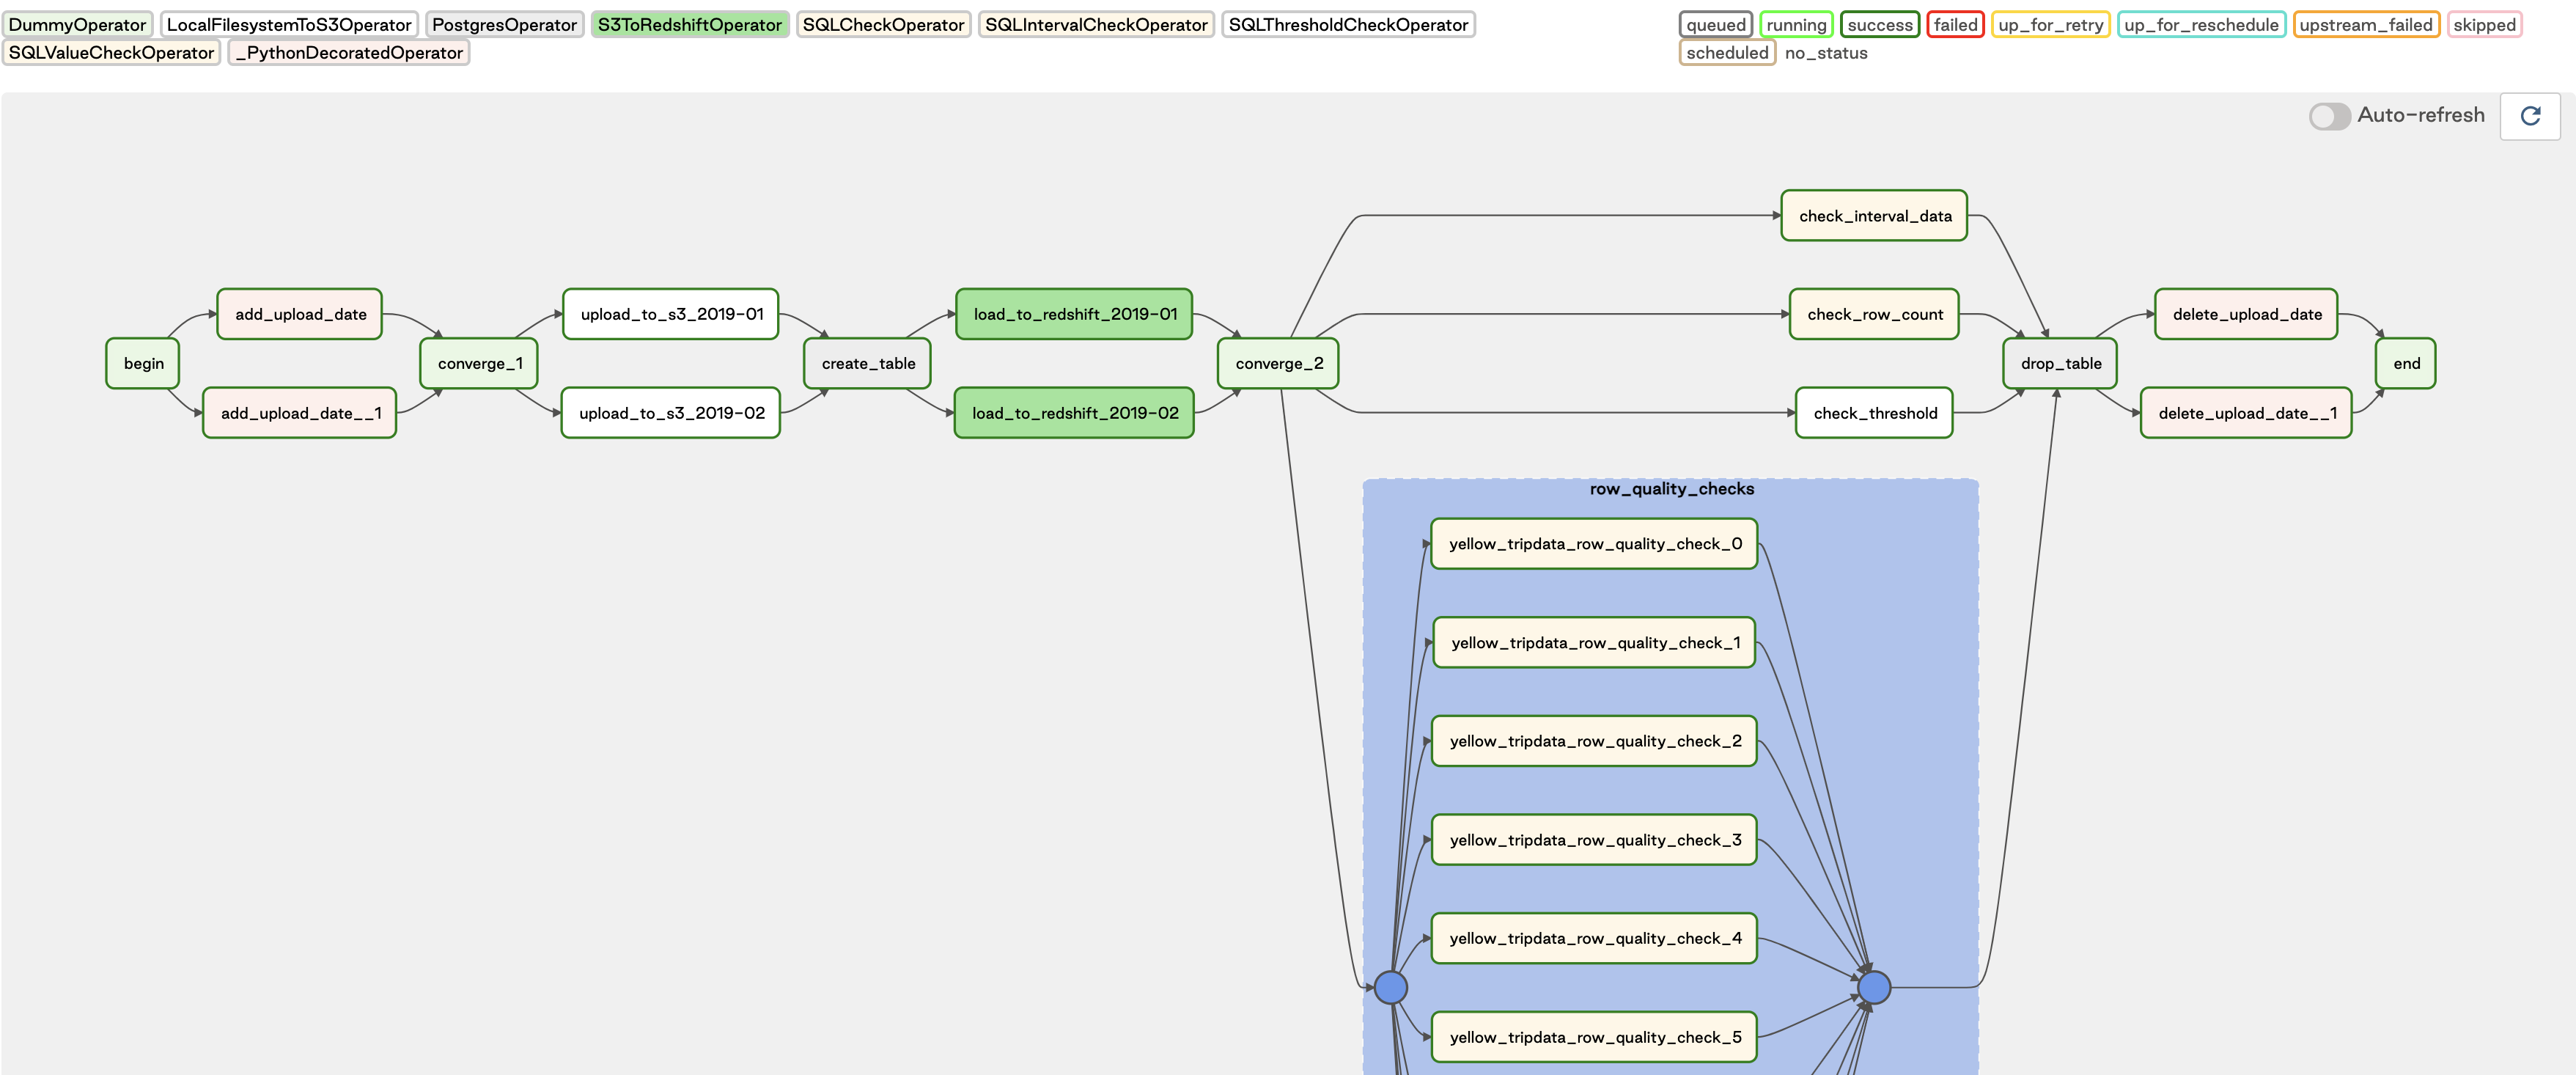 DummyOperator LocalFilesystemToS3Operator PostgresOperator S3ToRedshiftOperator SQLCheckOperator SQLIntervalCheckOperator SQLThresholdCheckOperator
SQLValueCheckOperator _PythonDecoratedOperator
queued running success failed up_for_retry up_for_reschedule upstream_failed skipped
scheduled no_status
Auto-refresh
begin
add_upload_date
add_upload_date__1
converge_1
upload_to_s3_2019-01
upload_to_s3_2019-02
create_table
load_to_redshift_2019-01
load_to_redshift_2019-02
converge_2
check_interval_data
check_row_count
check_threshold
drop_table
delete_upload_date
delete_upload_date__1
end
row_quality_checks
yellow_tripdata_row_quality_check_0
yellow_tripdata_row_quality_check_1
yellow_tripdata_row_quality_check_2
yellow_tripdata_row_quality_check_3
yellow_tripdata_row_quality_check_4
yellow_tripdata_row_quality_check_5